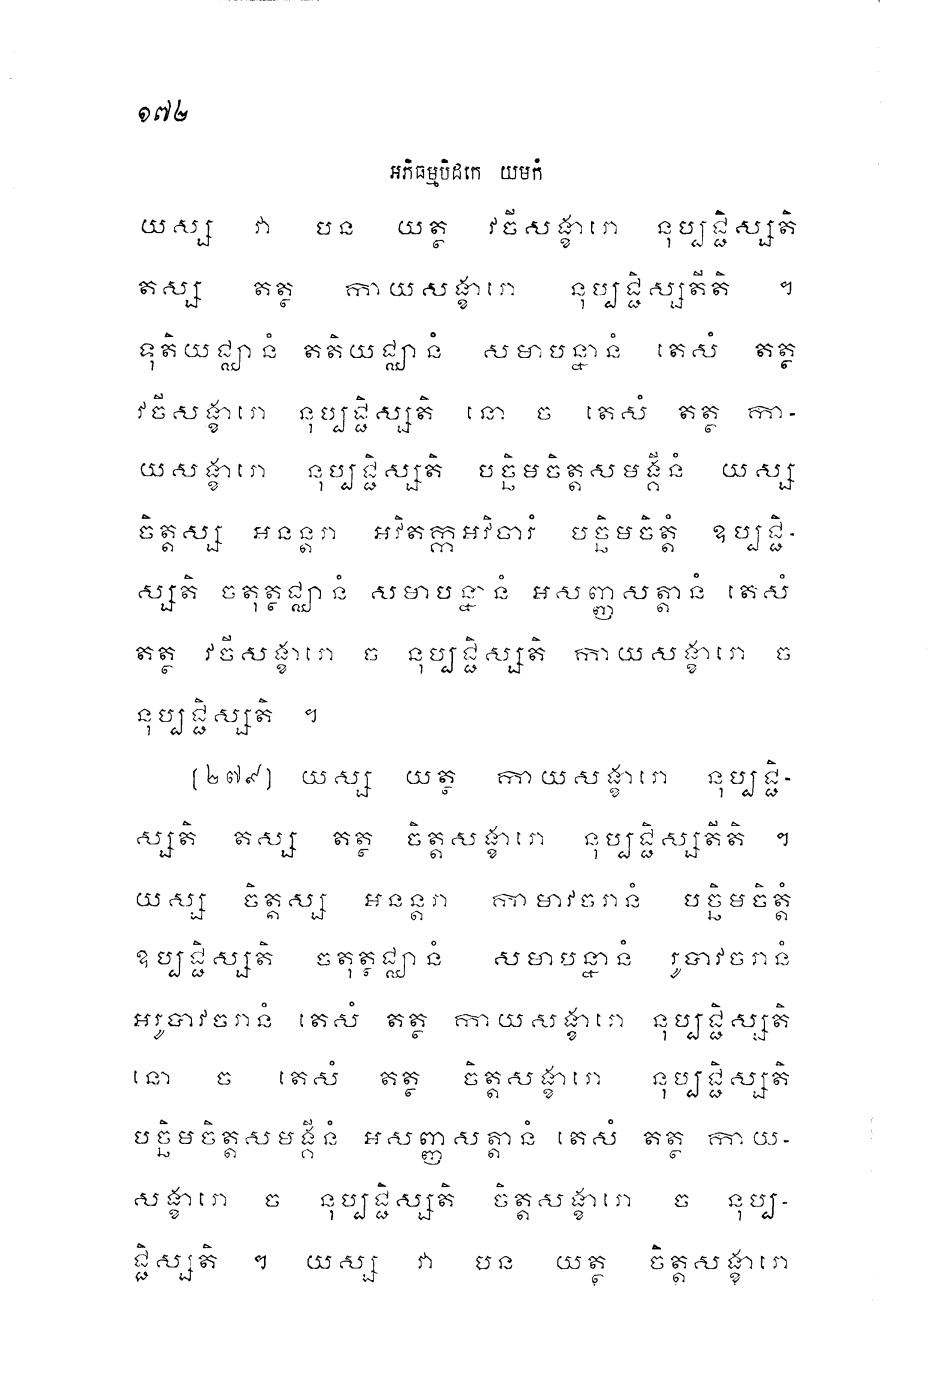 ១៧២
អភិធម្មបិដកេ យមកំ
យស្ស វា បន យត្ថ វចីសង្ខារោ នុប្បជ្ជិស្សតិ
តស្ស តត្ថ កាយសង្ខារោ នុប្បជ្ជិស្សតីតិ ។
ទុតិយជ្ឈានំ តតិយជ្ឈានំ សមាបន្នានំ តេសំ តត្ថ
វចីសង្ខារោ នុប្បជ្ជិស្សតិ នោ ច តេសំ តត្ថ កា-
យសង្ខារោ នុប្បជ្ជិស្សតិ បច្ឆិមចិត្តសមង្គីនំ យស្ស
ចិត្តស្ស អនន្តរា អវិតក្កអវិចារំ បច្ឆិមចិត្តំ ឧប្បជ្ជិ-
ស្សតិ ចតុត្ថជ្ឈានំ សមាបន្នានំ អសញ្ញសត្តានំ តេសំ
តត្ថ វចីសង្ខារោ ច នុប្បជ្ជិស្សតិ កាយសង្ខារោ ច
នុប្បជ្ជិស្សតិ ។
[២៧៩] យស្ស យត្ថ កាយសង្ខារោ នុប្បជ្ជិ-
ស្សតិ តស្ស តត្ថ ចិត្តសង្ខារោ នុប្បជ្ជិស្សតីតិ ។
យស្ស ចិត្តស្ស អនន្តរា កាមាវចរានំ បច្ឆិមចិត្តំ
ឧប្បជ្ជិស្សតិ ចតុត្ថជ្ឈានំ សមាបន្នានំ រូបាវចរានំ
អរូបាវចរានំ តេសំ តត្ថ កាយសង្ខារោ នុប្បជ្ជិស្សតិ
នោ ច តេសំ តត្ថ ចិត្តសង្ខារោ នុប្បជ្ជិស្សតិ
បច្ឆិមចិត្តសមង្គីនំ អសញ្ញសត្តានំ តេសំ តត្ថ កាយ-
សង្ខារោ ច នុប្បជ្ជិស្សតិ ចិត្តសង្ខារោ ច នុប្ប-
ជ្ជិស្សតិ ។ យស្ស វា បន យត្ថ ចិត្តសង្ខារោ